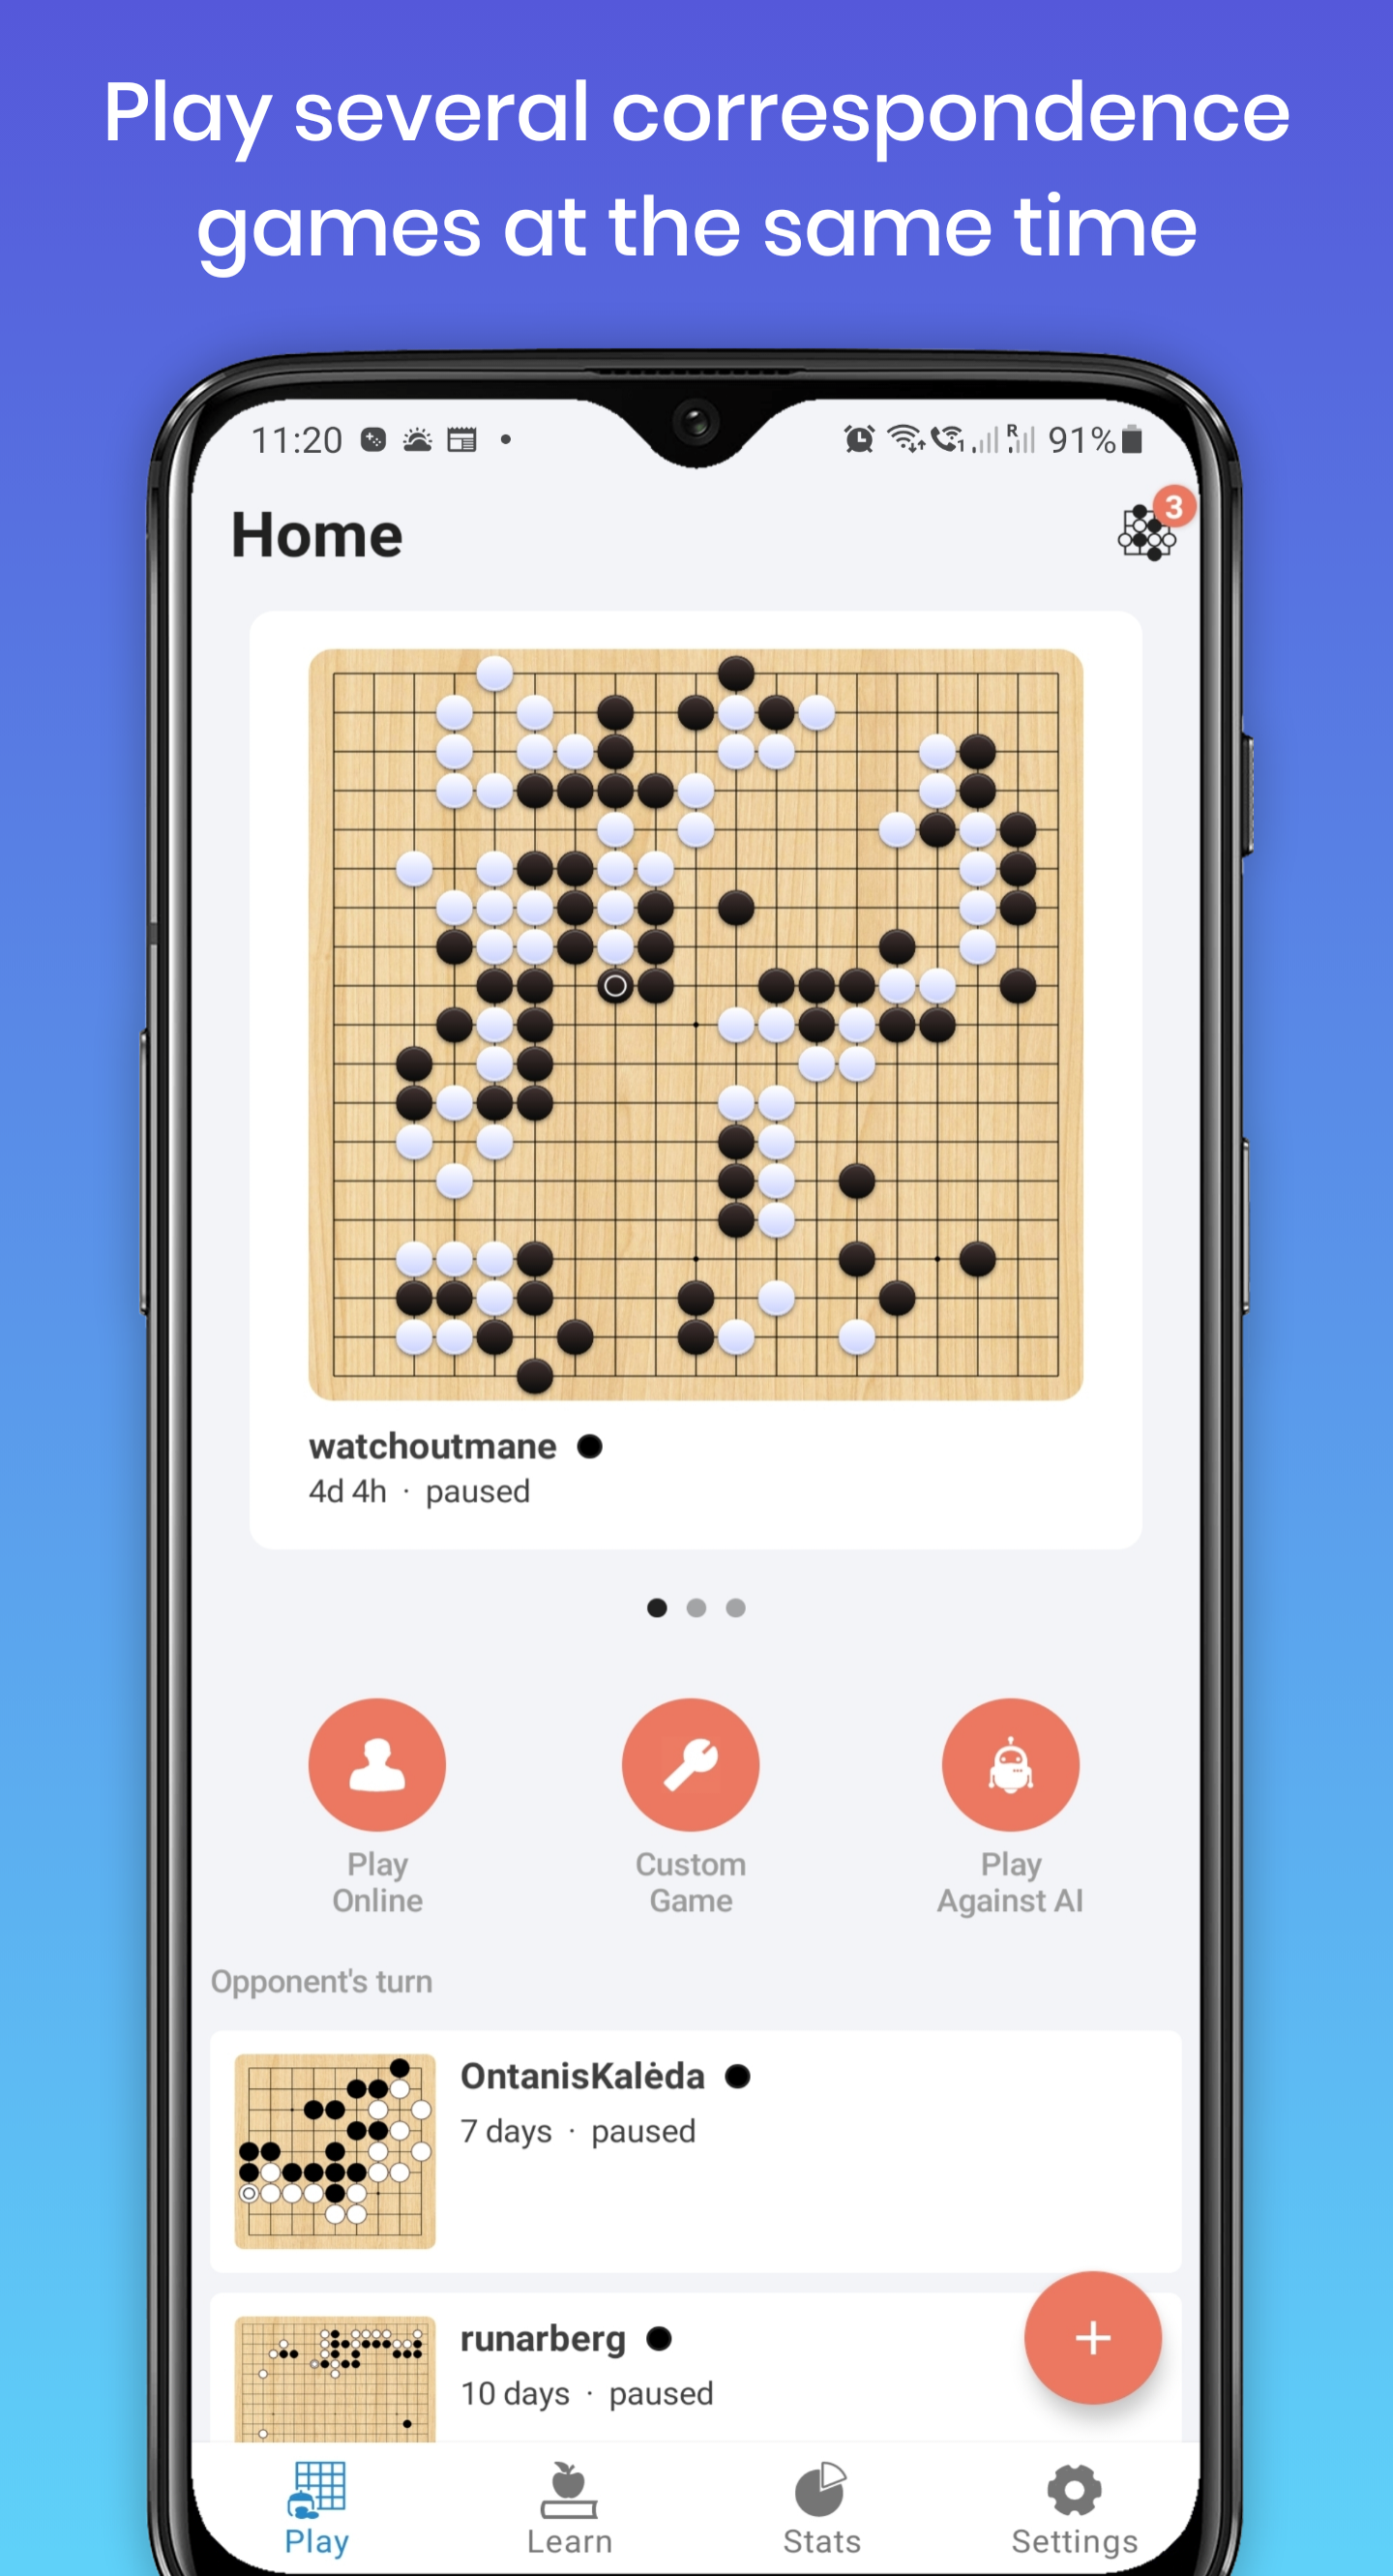 Play several correspondence
games at the same time
11:20
R
1
91%
Home
3
watchoutmane
4d 4h · paused
Play
Online
Custom
Game
Play
Against AI
Opponent's turn
OntanisKalėda
7 days · paused
runarberg
10 days · paused
+
Play
Learn
Stats
Settings